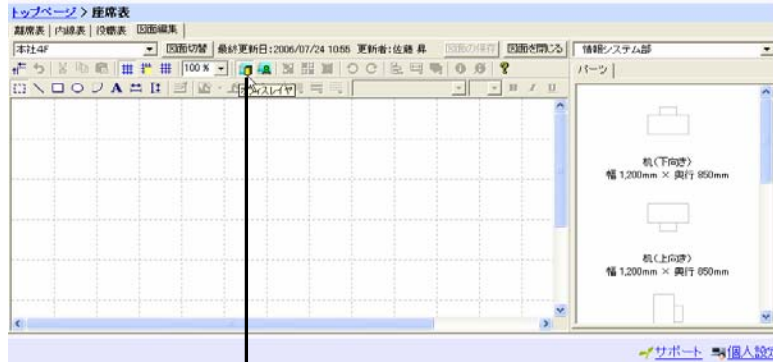 トップページ > 座席表
離席表 | 内線表 | 役職表 | 図面編集 |
本社4F 図面切替 最終更新日:2006/07/24 10:55 更新者:佐藤 昇 図面の保存 図面を閉じる 情報システム部
100 %
パーツ |
A
オフィスレイヤ
B I U
机(下向き)
幅 1,200mm × 奥行 850mm
机(上向き)
幅 1,200mm × 奥行 850mm
サポート 個人設定